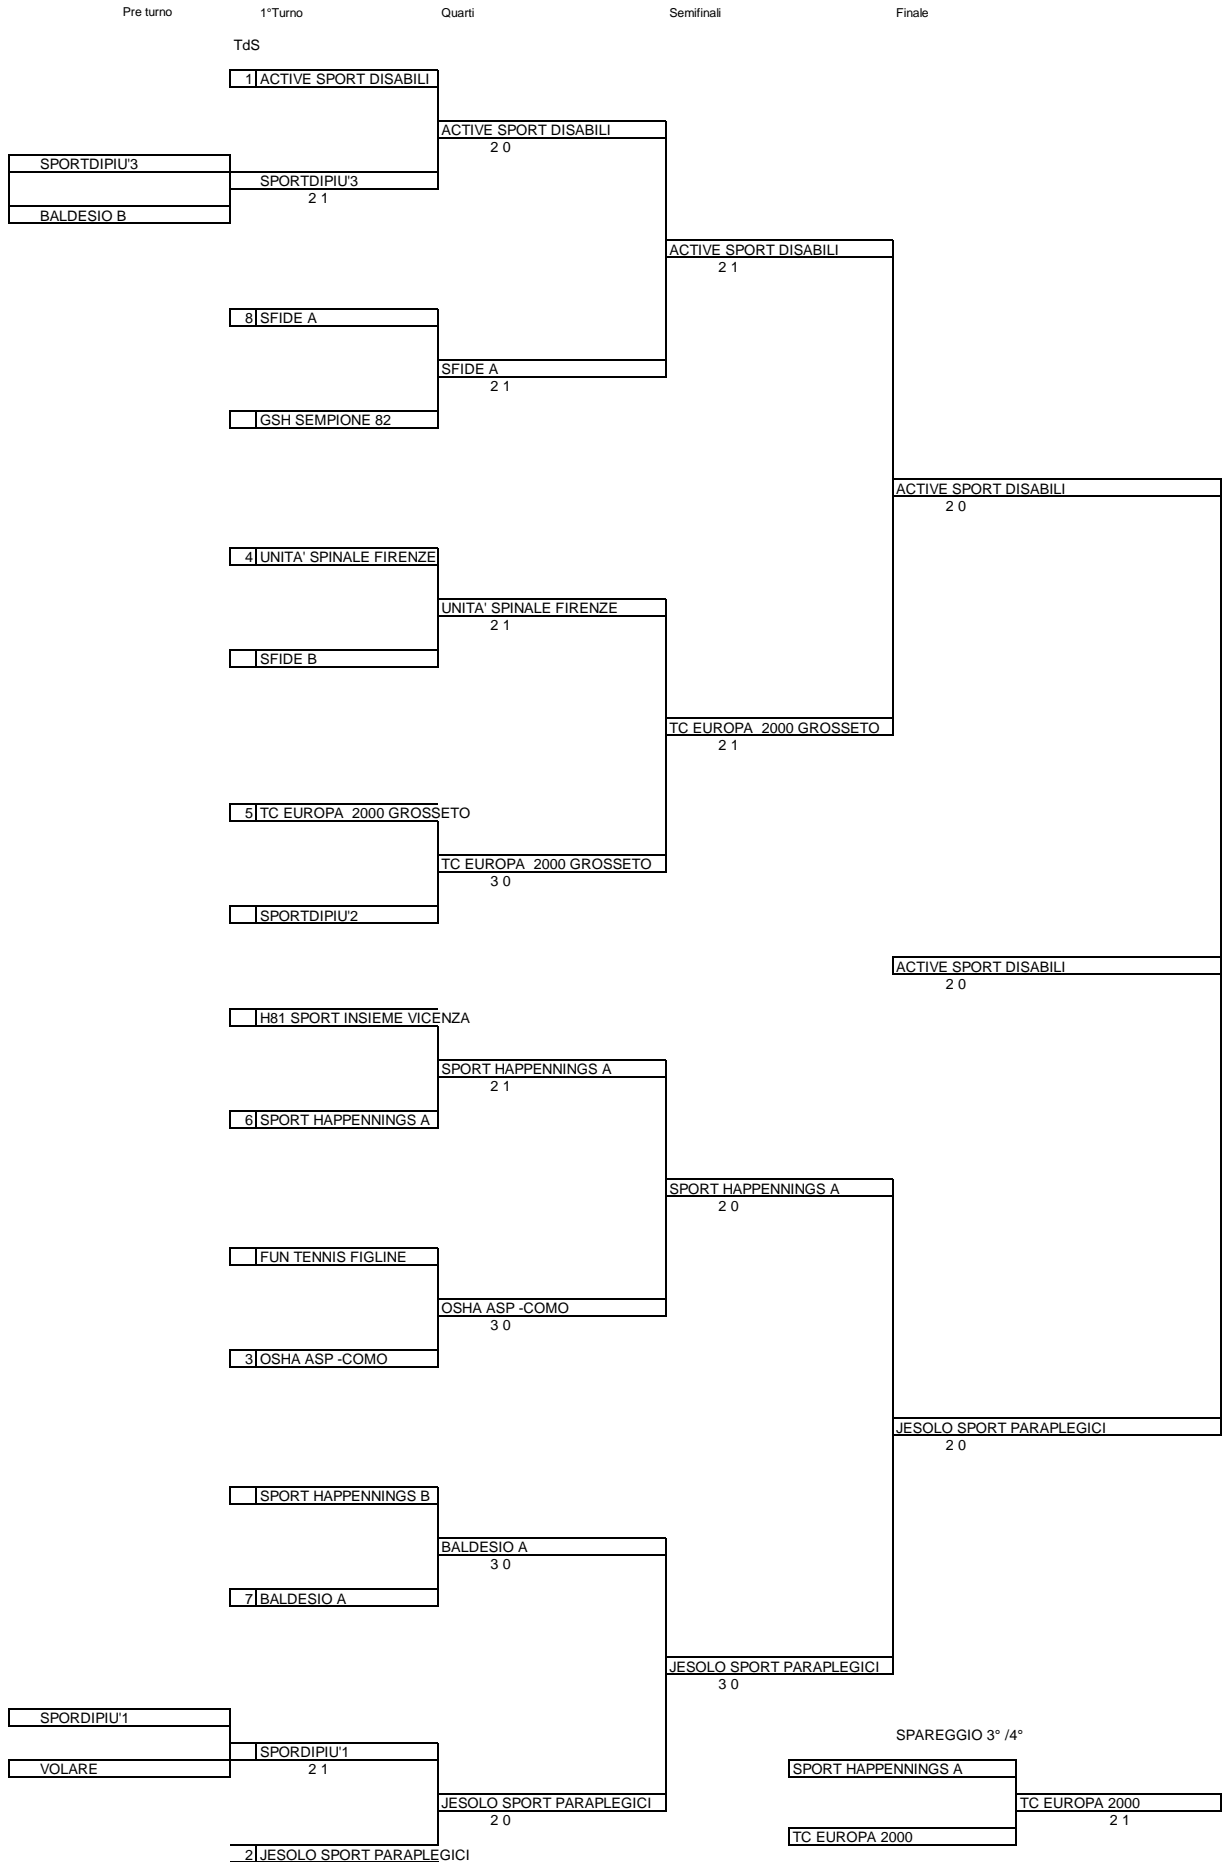 Pre turno 1°Turno Quarti Semifinali Finale
TdS
1 ACTIVE SPORT DISABILI
ACTIVE SPORT DISABILI
2 0
SPORTDIPIU'3
SPORTDIPIU'3
2 1
BALDESIO B
ACTIVE SPORT DISABILI
2 1
8 SFIDE A
SFIDE A
2 1
GSH SEMPIONE 82
ACTIVE SPORT DISABILI
2 0
4 UNITA' SPINALE FIRENZE
UNITA' SPINALE FIRENZE
2 1
SFIDE B
TC EUROPA 2000 GROSSETO
2 1
5 TC EUROPA 2000 GROSSETO
TC EUROPA 2000 GROSSETO
3 0
SPORTDIPIU'2
ACTIVE SPORT DISABILI
2 0
H81 SPORT INSIEME VICENZA
SPORT HAPPENNINGS A
2 1
6 SPORT HAPPENNINGS A
SPORT HAPPENNINGS A
2 0
FUN TENNIS FIGLINE
OSHA ASP -COMO
3 0
3 OSHA ASP -COMO
JESOLO SPORT PARAPLEGICI
2 0
SPORT HAPPENNINGS B
BALDESIO A
3 0
7 BALDESIO A
JESOLO SPORT PARAPLEGICI
3 0
SPORDIPIU'1
SPAREGGIO 3° /4°
SPORDIPIU'1
VOLARE 2 1 SPORT HAPPENNINGS A
JESOLO SPORT PARAPLEGICI TC EUROPA 2000
2 0 2 1
TC EUROPA 2000
2 JESOLO SPORT PARAPLEGICI